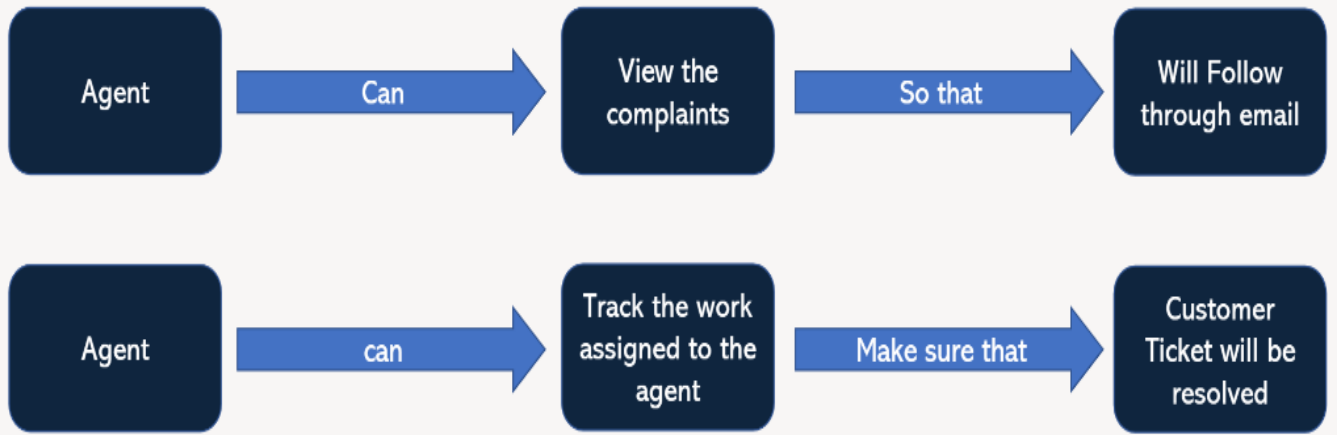 Agent
Can
View the
complaints
So that
Will Follow
through email
Agent
can
Track the work
assigned to the
agent
Make sure that
Customer
Ticket will be
resolved